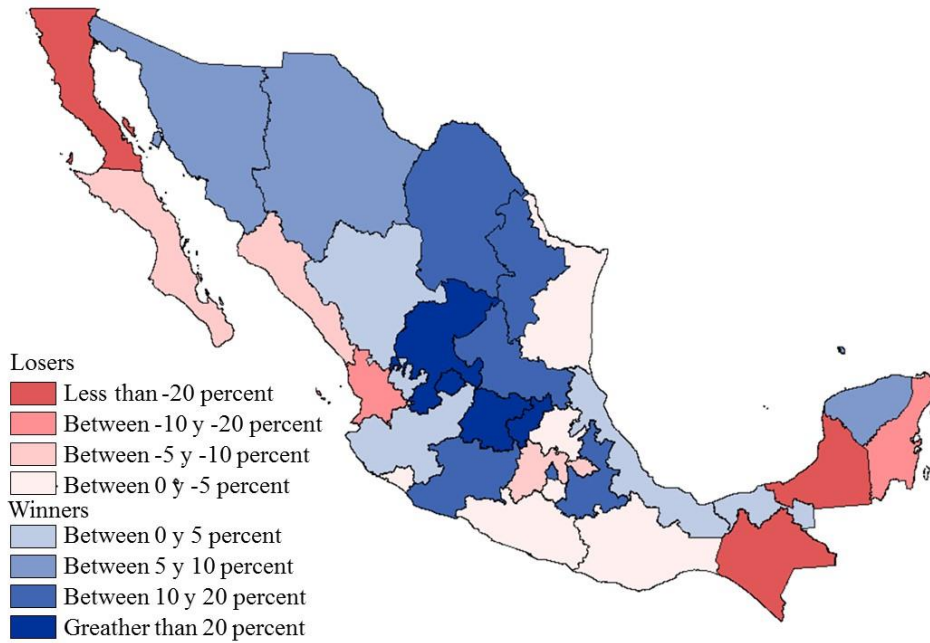 Losers
Less than -20 percent
Between -10 y -20 percent
Between -5 y -10 percent
Between 0 y -5 percent
Winners
Between 0 y 5 percent
Between 5 y 10 percent
Between 10 y 20 percent
Greather than 20 percent